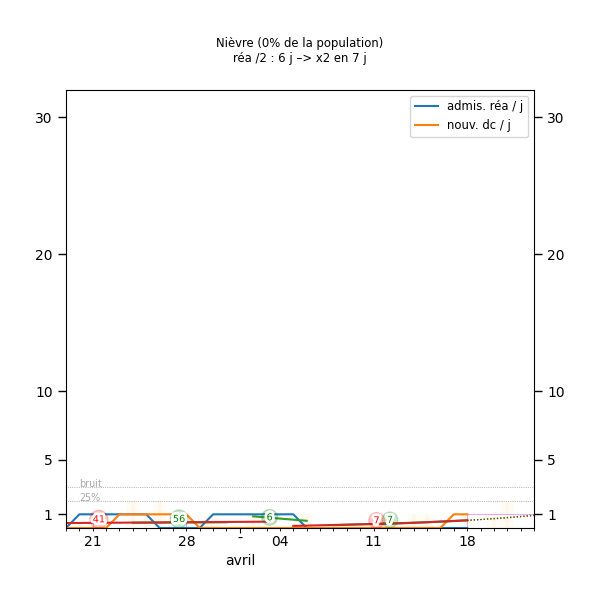 Nièvre (0% de la population)
réa /2 : 6 j –> x2 en 7 j
admis. réa / j
nouv. dc / j
30 30
20 20
10 10
5 5
bruit
25%
1 1
41 56 6 7 7
21 28 - 04 11 18
avril